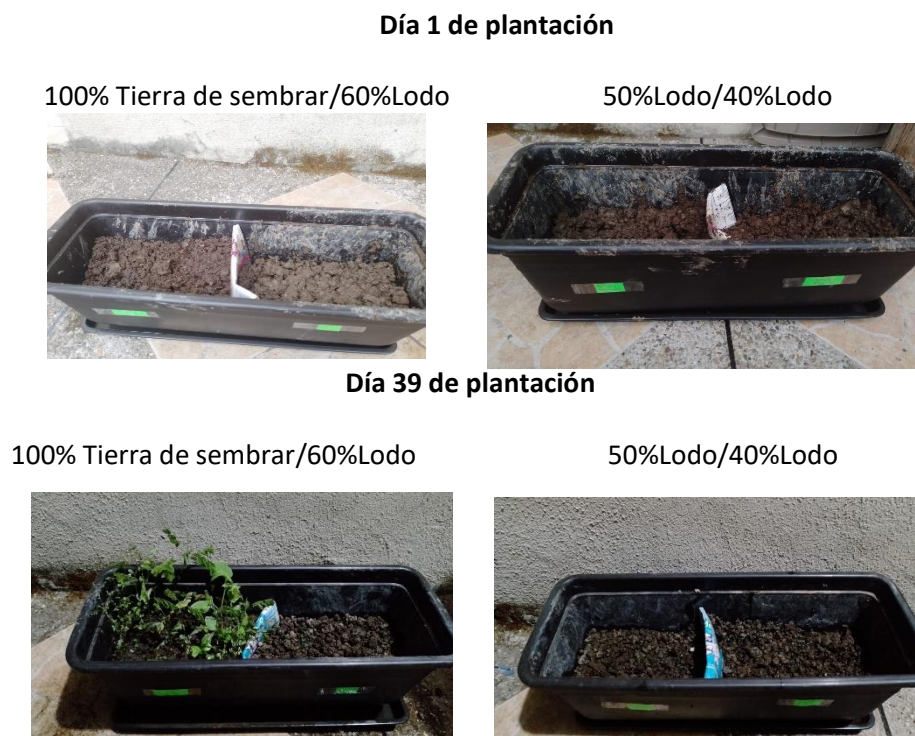 Día 1 de plantación
100% Tierra de sembrar/60%Lodo
50%Lodo/40%Lodo
Día 39 de plantación
100% Tierra de sembrar/60%Lodo
50%Lodo/40%Lodo